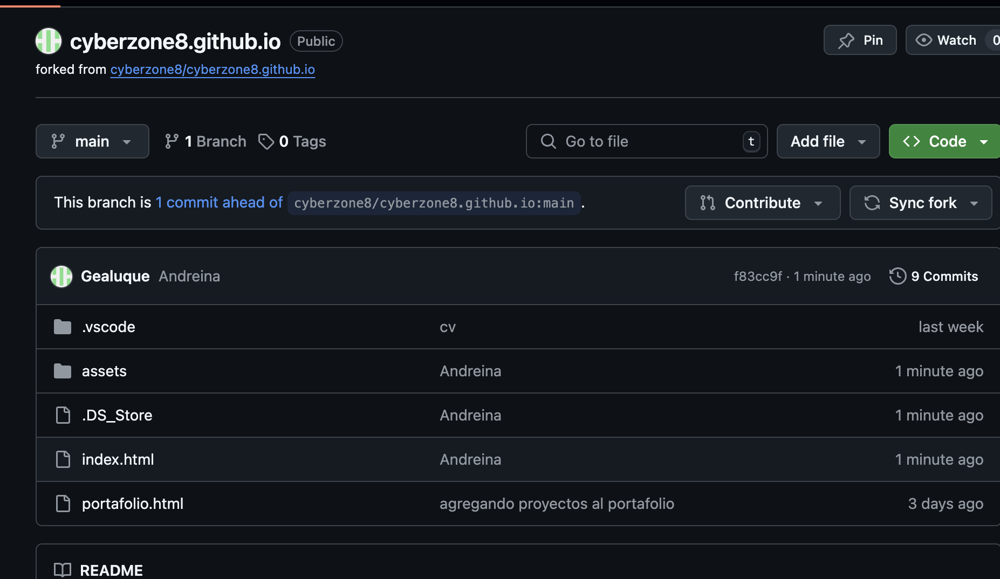 cyberzone8.github.io Public Pin Watch 0
forked from cyberzone8/cyberzone8.github.io
main 1 Branch 0 Tags Go to file t Add file Code
This branch is 1 commit ahead of cyberzone8/cyberzone8.github.io:main . Contribute Sync fork
Gealuque Andreina f83cc9f · 1 minute ago 9 Commits
.vscode cv last week
assets Andreina 1 minute ago
.DS_Store Andreina 1 minute ago
index.html Andreina 1 minute ago
portafolio.html agregando proyectos al portafolio 3 days ago
README